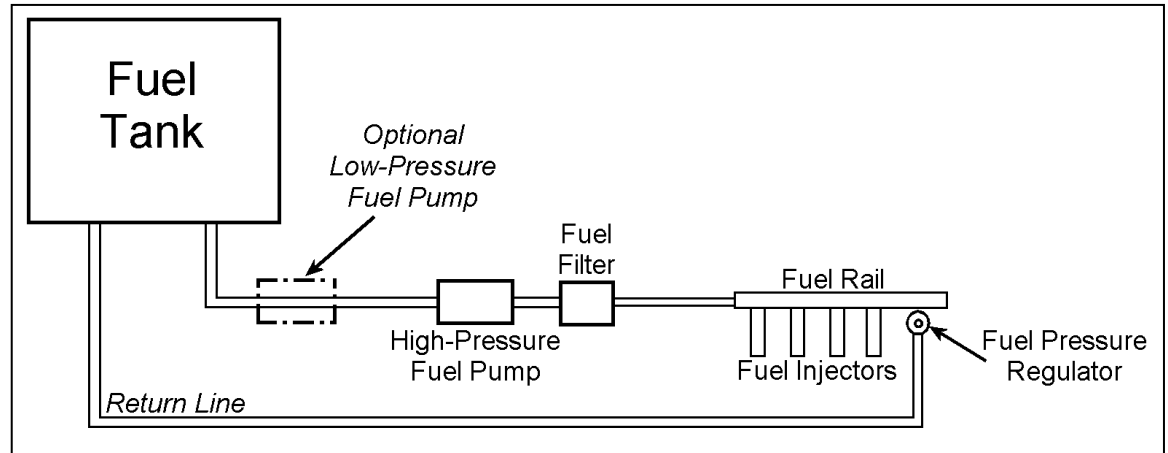 Fuel
Tank
Optional
Low-Pressure
Fuel Pump
Fuel
Filter
Fuel Rail
High-Pressure
Fuel Pump
Fuel Injectors
Fuel Pressure
Regulator
Return Line